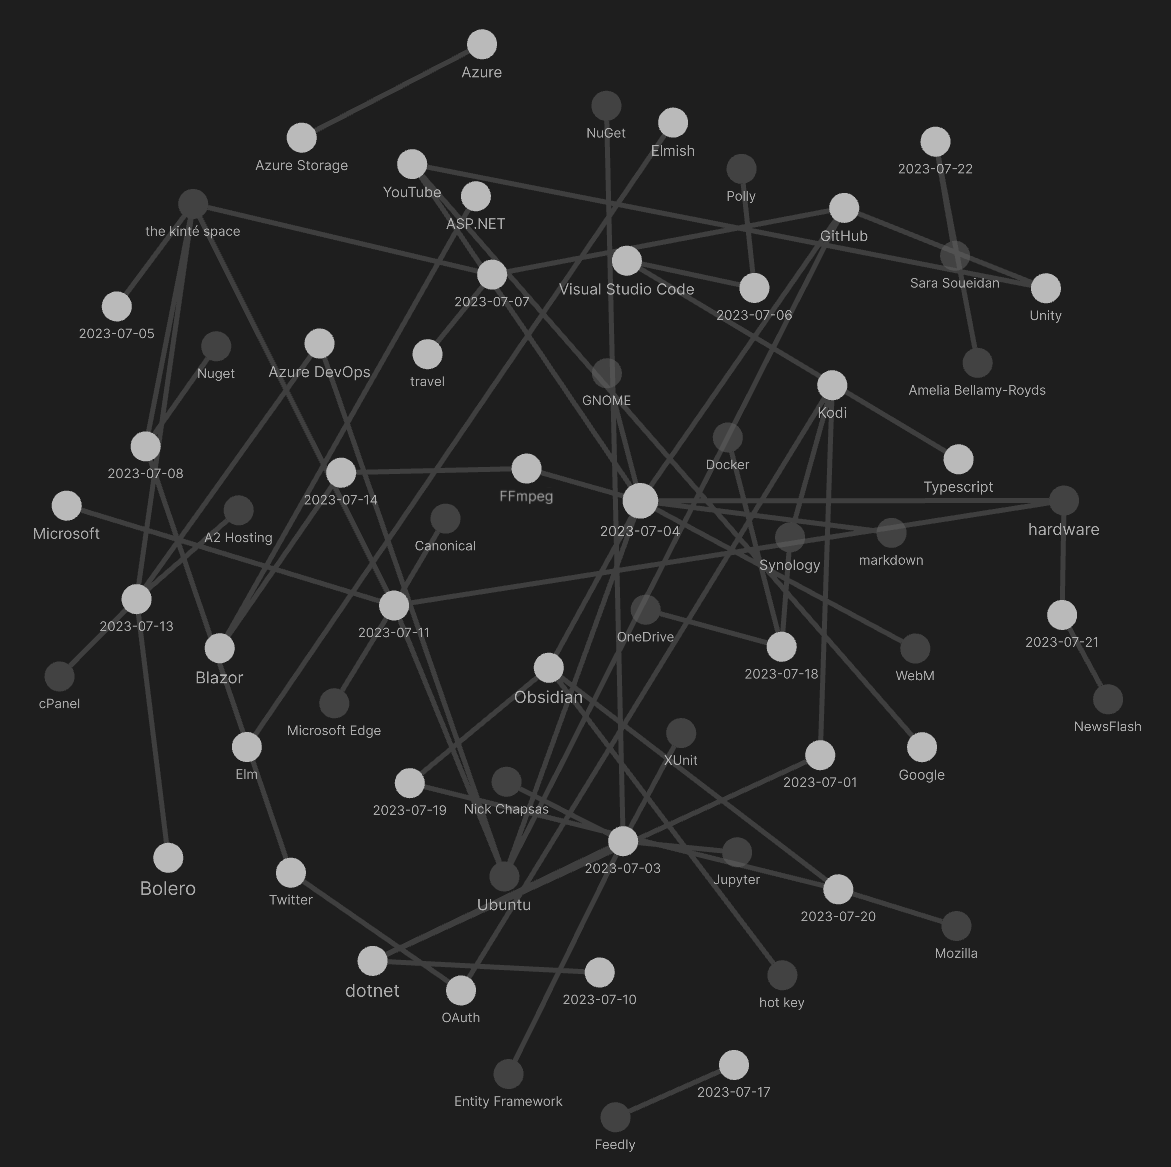 Azure
NuGet
Elmish
Azure Storage
2023-07-22
YouTube
Polly
ASP.NET
the kinté space
GitHub
Sara Soueidan
Visual Studio Code
2023-07-07
2023-07-06
Unity
2023-07-05
Nuget
Azure DevOps
travel
Amelia Bellamy-Royds
GNOME
Kodi
2023-07-08
Docker
Typescript
2023-07-14
FFmpeg
Microsoft
A2 Hosting
Canonical
2023-07-04
Synology
markdown
hardware
2023-07-13
2023-07-11
OneDrive
2023-07-21
Blazor
2023-07-18
WebM
cPanel
Obsidian
Microsoft Edge
NewsFlash
Elm
XUnit
2023-07-01
Google
2023-07-19
Nick Chapsas
2023-07-03
Jupyter
Bolero
Twitter
Ubuntu
2023-07-20
Mozilla
dotnet
OAuth
2023-07-10
hot key
2023-07-17
Entity Framework
Feedly